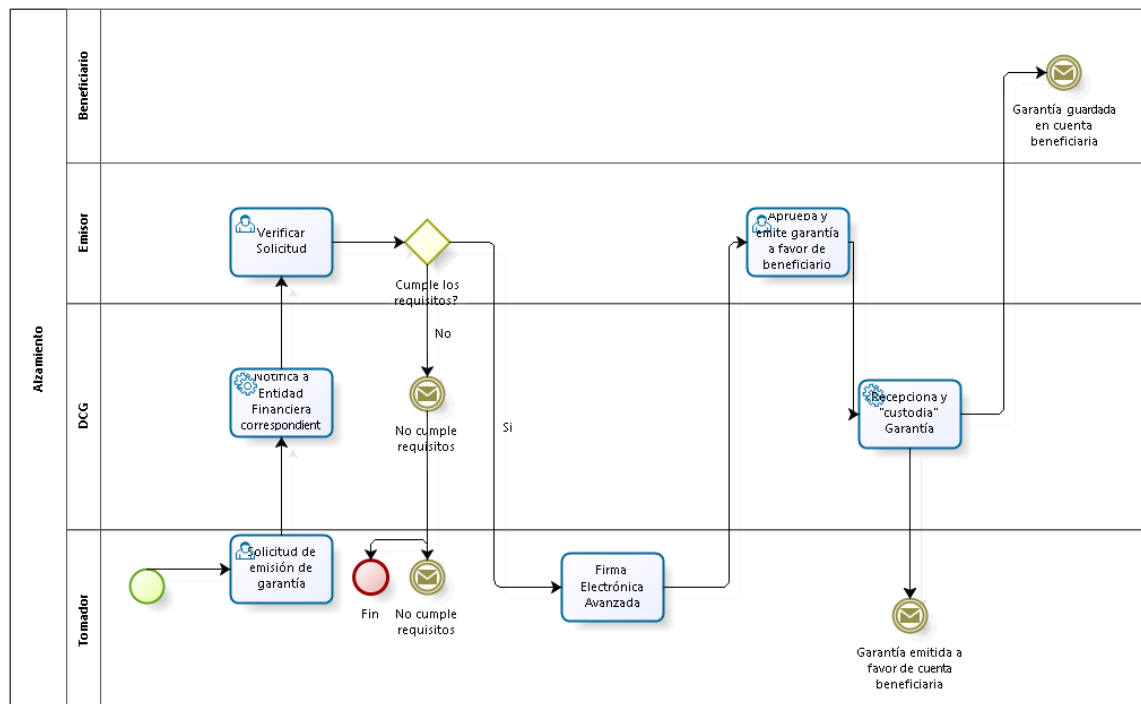 Alzamiento
Beneficiario
Garantía guardada
en cuenta
beneficiaria
Emisor
Verificar
Solicitud
Cumple los
requisitos?
Aprueba y
emite garantía
a favor de
beneficiario
DCG
Notifica a
Entidad
Financiera
correspondient
No
No cumple
requisitos
Si
Recepciona y
"custodia"
Garantía
Tomador
Solicitud de
emisión de
garantía
Fin
No cumple
requisitos
Firma
Electrónica
Avanzada
Garantía emitida a
favor de cuenta
beneficiaria